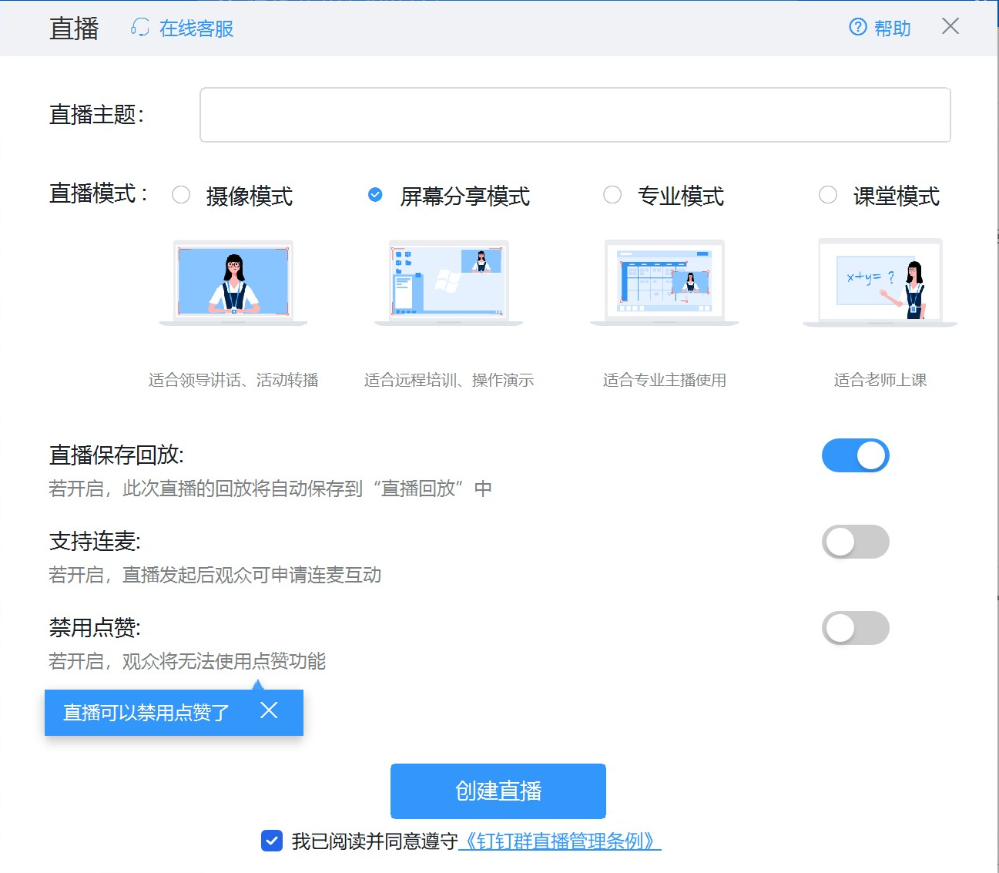 直播 在线客服 帮助
直播主题：
直播模式： 摄像模式 屏幕分享模式 专业模式 课堂模式
x+y= ?
适合领导讲话、活动转播 适合远程培训、操作演示 适合专业主播使用 适合老师上课
直播保存回放:
若开启，此次直播的回放将自动保存到“直播回放”中
支持连麦:
若开启，直播发起后观众可申请连麦互动
禁用点赞:
若开启，观众将无法使用点赞功能
直播可以禁用点赞了
创建直播
我已阅读并同意遵守《钉钉群直播管理条例》